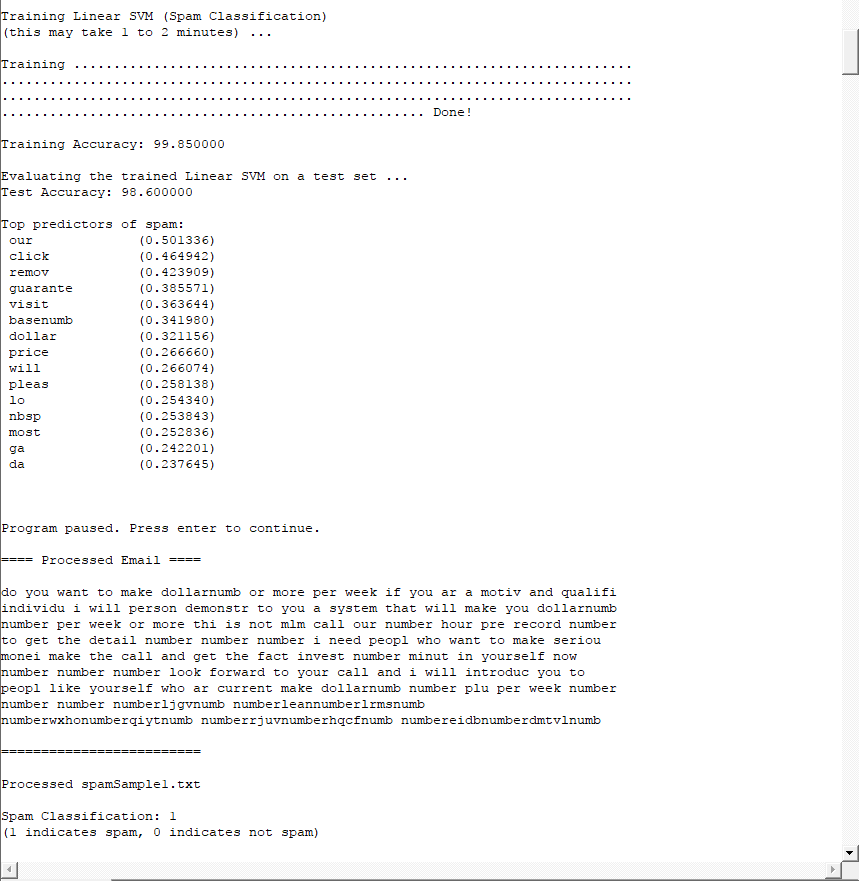 Training Linear SVM (Spam Classification)
(this may take 1 to 2 minutes) ...
Training ......................................................................
...............................................................................
...............................................................................
..................................................... Done!
Training Accuracy: 99.850000
Evaluating the trained Linear SVM on a test set ...
Test Accuracy: 98.600000
Top predictors of spam:
our (0.501336)
click (0.464942)
remov (0.423909)
guarante (0.385571)
visit (0.363644)
basenumb (0.341980)
dollar (0.321156)
price (0.266660)
will (0.266074)
pleas (0.258138)
lo (0.254340)
nbsp (0.253843)
most (0.252836)
ga (0.242201)
da (0.237645)
Program paused. Press enter to continue.
==== Processed Email ====
do you want to make dollarnumb or more per week if you ar a motiv and qualifi
individu i will person demonstr to you a system that will make you dollarnumb
number per week or more thi is not mlm call our number hour pre record number
to get the detail number number number i need peopl who want to make seriou
monei make the call and get the fact invest number minut in yourself now
number number number look forward to your call and i will introduc you to
peopl like yourself who ar current make dollarnumb number plu per week number
number number numberljgvnumb numberleannumberlrmsnumb
numberwxhonumberqiytnumb numberrjuvnumberhqcfnumb numbereidbnumberdmtvlnumb
=========================
Processed spamSample1.txt
Spam Classification: 1
(1 indicates spam, 0 indicates not spam)